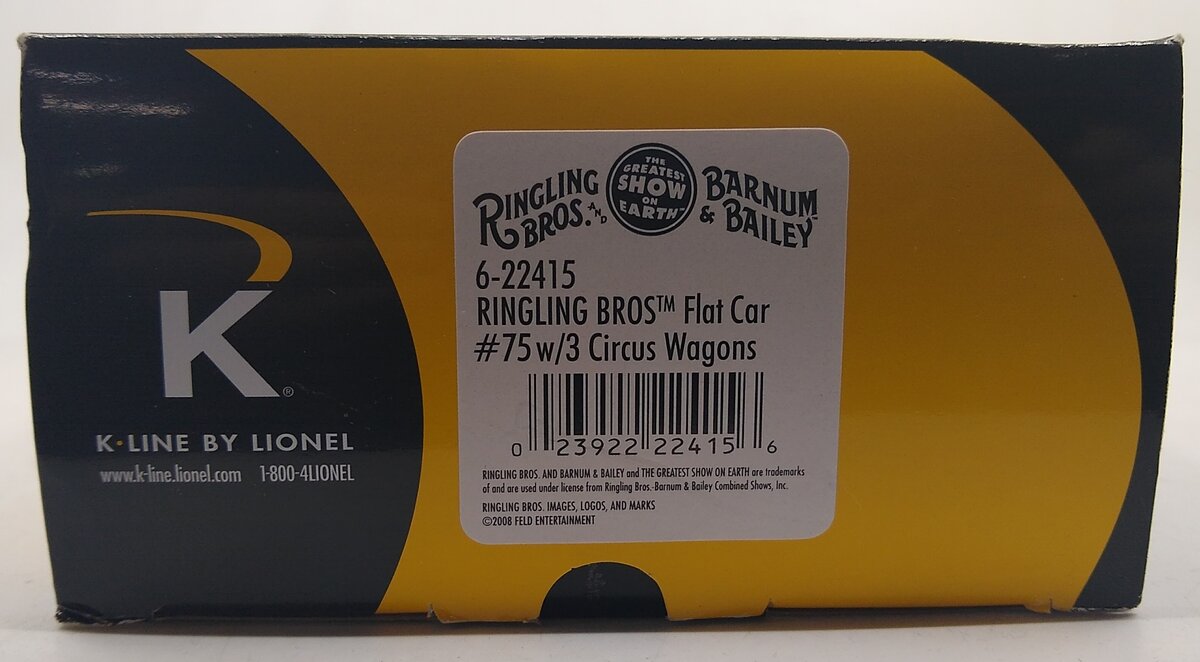 K®
K·LINE BY LIONEL
www.k-line.lionel.com 1-800-4LIONEL
RINGLING BROS. AND
THE GREATEST SHOW ON EARTH™
BARNUM & BAILEY™
6-22415
RINGLING BROS™ Flat Car
#75 w/3 Circus Wagons
0 23922 22415 6
RINGLING BROS. AND BARNUM & BAILEY and THE GREATEST SHOW ON EARTH are trademarks
of and are used under license from Ringling Bros.-Barnum & Bailey Combined Shows, Inc.
RINGLING BROS. IMAGES, LOGOS, AND MARKS
©2008 FELD ENTERTAINMENT